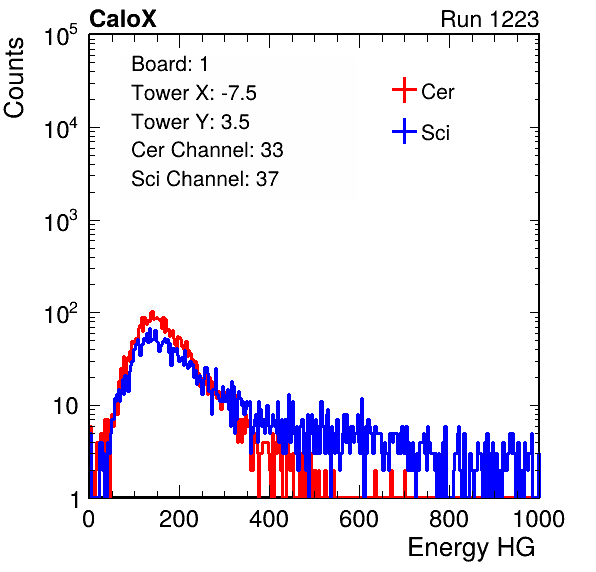 CaloX Run 1223
Counts
Board: 1
Tower X: -7.5
Tower Y: 3.5
Cer Channel: 33
Sci Channel: 37
Cer
Sci
10^5
10^4
10^3
10^2
10
1
0 200 400 600 800 1000
Energy HG